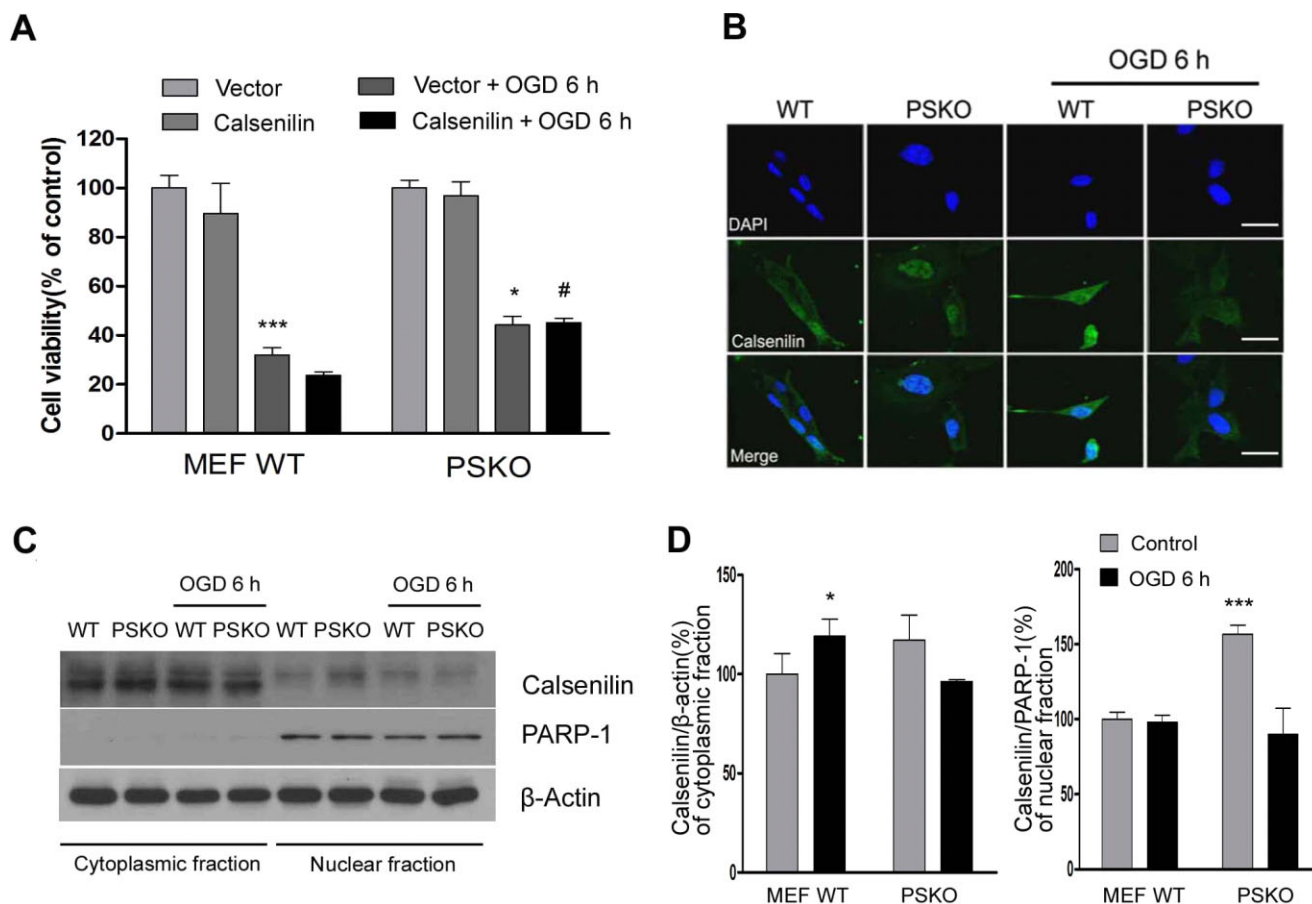 A
Vector
Vector + OGD 6 h
Calsenilin
Calsenilin + OGD 6 h
Cell viability(% of control)
120
100
80
60
40
20
0
***
*
#
MEF WT
PSKO
B
OGD 6 h
WT
PSKO
WT
PSKO
DAPI
Calsenilin
Merge
C
OGD 6 h
OGD 6 h
WT PSKO WT PSKO WT PSKO WT PSKO
Calsenilin
PARP-1
β-Actin
Cytoplasmic fraction
Nuclear fraction
D
Calsenilin/β-actin(%)
of cytoplasmic fraction
150
100
50
0
*
MEF WT
PSKO
Control
OGD 6 h
Calsenilin/PARP-1(%)
of nuclear fraction
200
150
100
50
0
***
MEF WT
PSKO